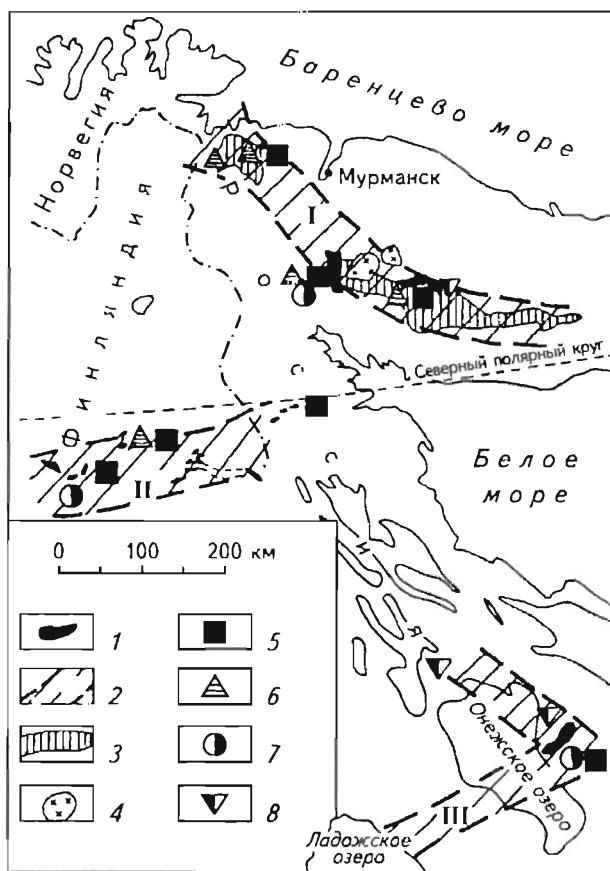 Баренцево
море
Норвегия
Мурманск
I
ФИНЛЯНДИЯ
РОССИЯ
Северный полярный круг
Белое
море
II
0 100 200 км
1
2
3
4
5
6
7
8
Онежское озеро
III
Ладожское
озеро